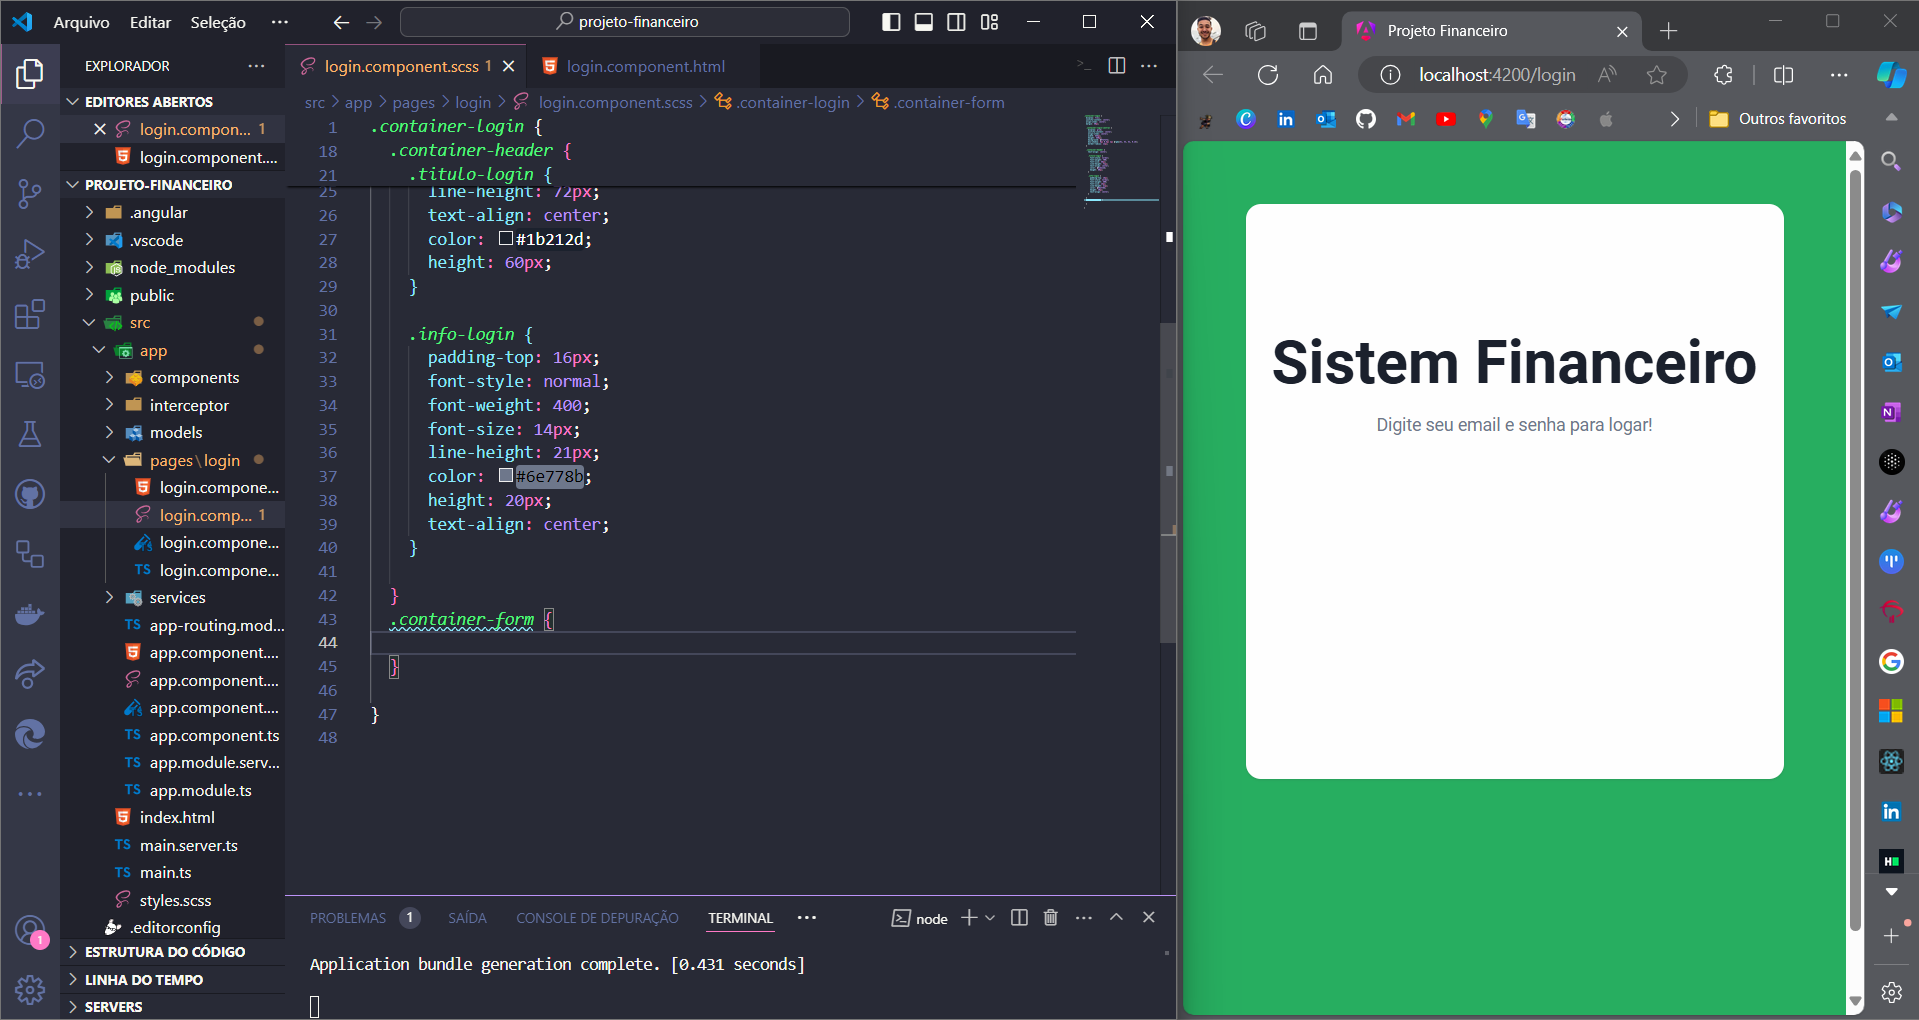 Arquivo Editar Seleção ··· projeto-financeiro
EXPLORADOR ···
EDITORES ABERTOS
login.compon... 1
login.component....
PROJETO-FINANCEIRO
.angular
.vscode
node_modules
public
src
app
components
interceptor
models
pages\login
login.compone...
login.comp... 1
login.compone...
TS login.compone...
services
TS app-routing.mod...
app.component....
app.component....
app.component....
TS app.component.ts
TS app.module.serv...
TS app.module.ts
index.html
TS main.server.ts
TS main.ts
styles.scss
.editorconfig
ESTRUTURA DO CÓDIGO
LINHA DO TEMPO
SERVERS
1
login.component.scss 1 login.component.html
src > app > pages > login > login.component.scss > .container-login > .container-form
1 .container-login {
18 .container-header {
21 .titulo-login {
25 line-height: 72px;
26 text-align: center;
27 color: #1b212d;
28 height: 60px;
29 }
30
31 .info-login {
32 padding-top: 16px;
33 font-style: normal;
34 font-weight: 400;
35 font-size: 14px;
36 line-height: 21px;
37 color: #6e778b;
38 height: 20px;
39 text-align: center;
40 }
41
42 }
43 .container-form {
44
45 }
46
47 }
48
PROBLEMAS 1 SAÍDA CONSOLE DE DEPURAÇÃO TERMINAL ··· node
Application bundle generation complete. [0.431 seconds]
Projeto Financeiro
localhost:4200/login
Outros favoritos
Sistem Financeiro
Digite seu email e senha para logar!